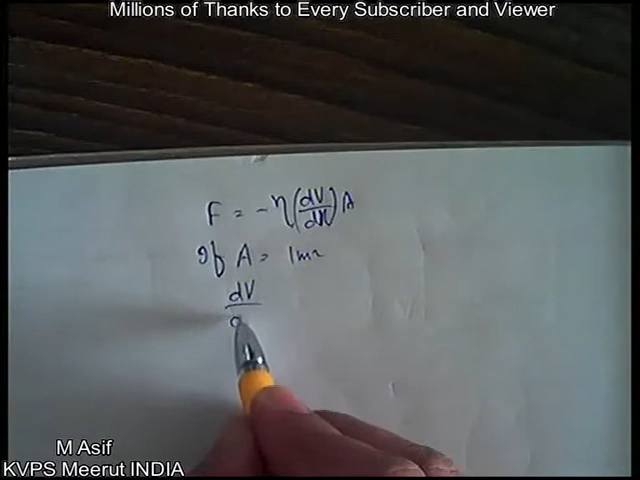 Millions of Thanks to Every Subscriber and Viewer
F = -η(dV/dx)A
If A = 1m2
dV
M Asif
KVPS Meerut INDIA